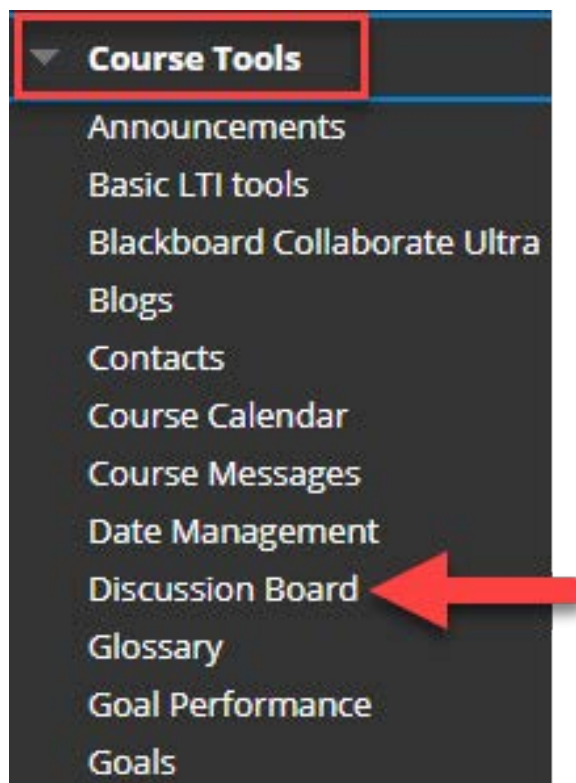 Course Tools
Announcements
Basic LTI tools
Blackboard Collaborate Ultra
Blogs
Contacts
Course Calendar
Course Messages
Date Management
Discussion Board
Glossary
Goal Performance
Goals